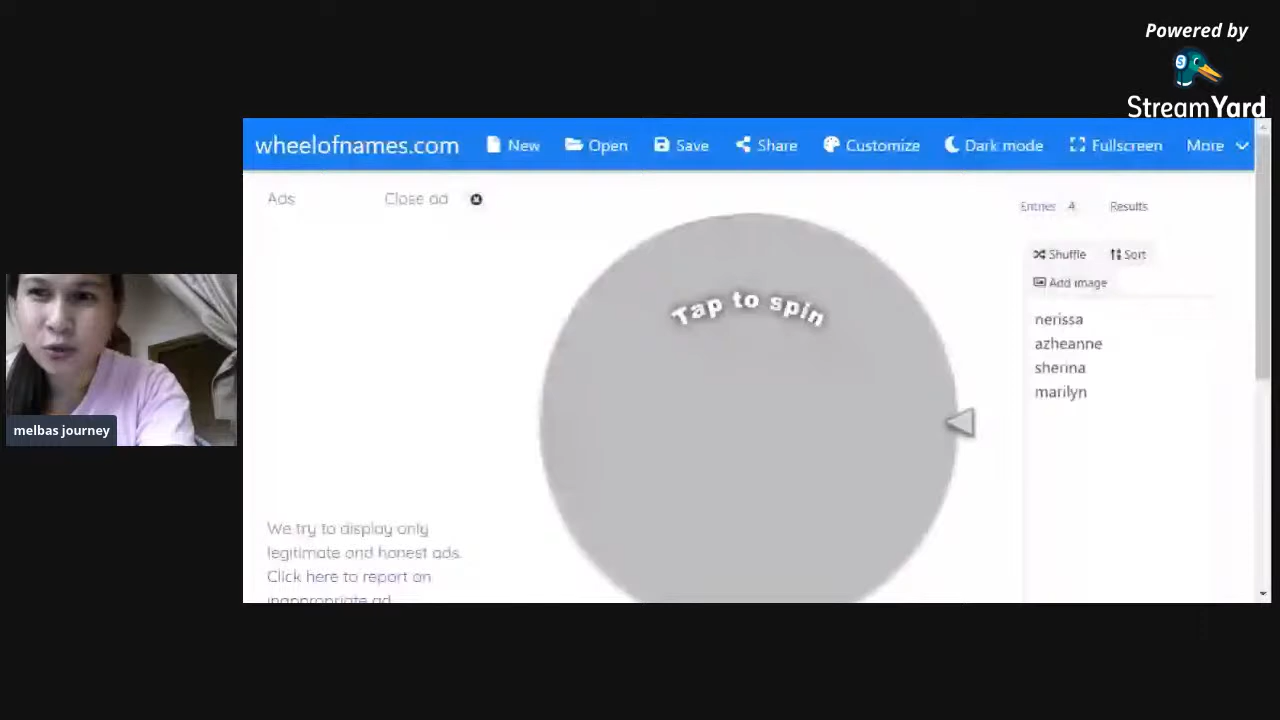 Powered by
StreamYard
wheelofnames.com New Open Save Share Customize Dark mode Fullscreen More
Ads Close ad
Entries 4 Results
Shuffle Sort
Add image
Tap to spin
nerissa
azheanne
sherina
marilyn
melbas journey
We try to display only
legitimate and honest ads.
Click here to report an
inappropriate ad